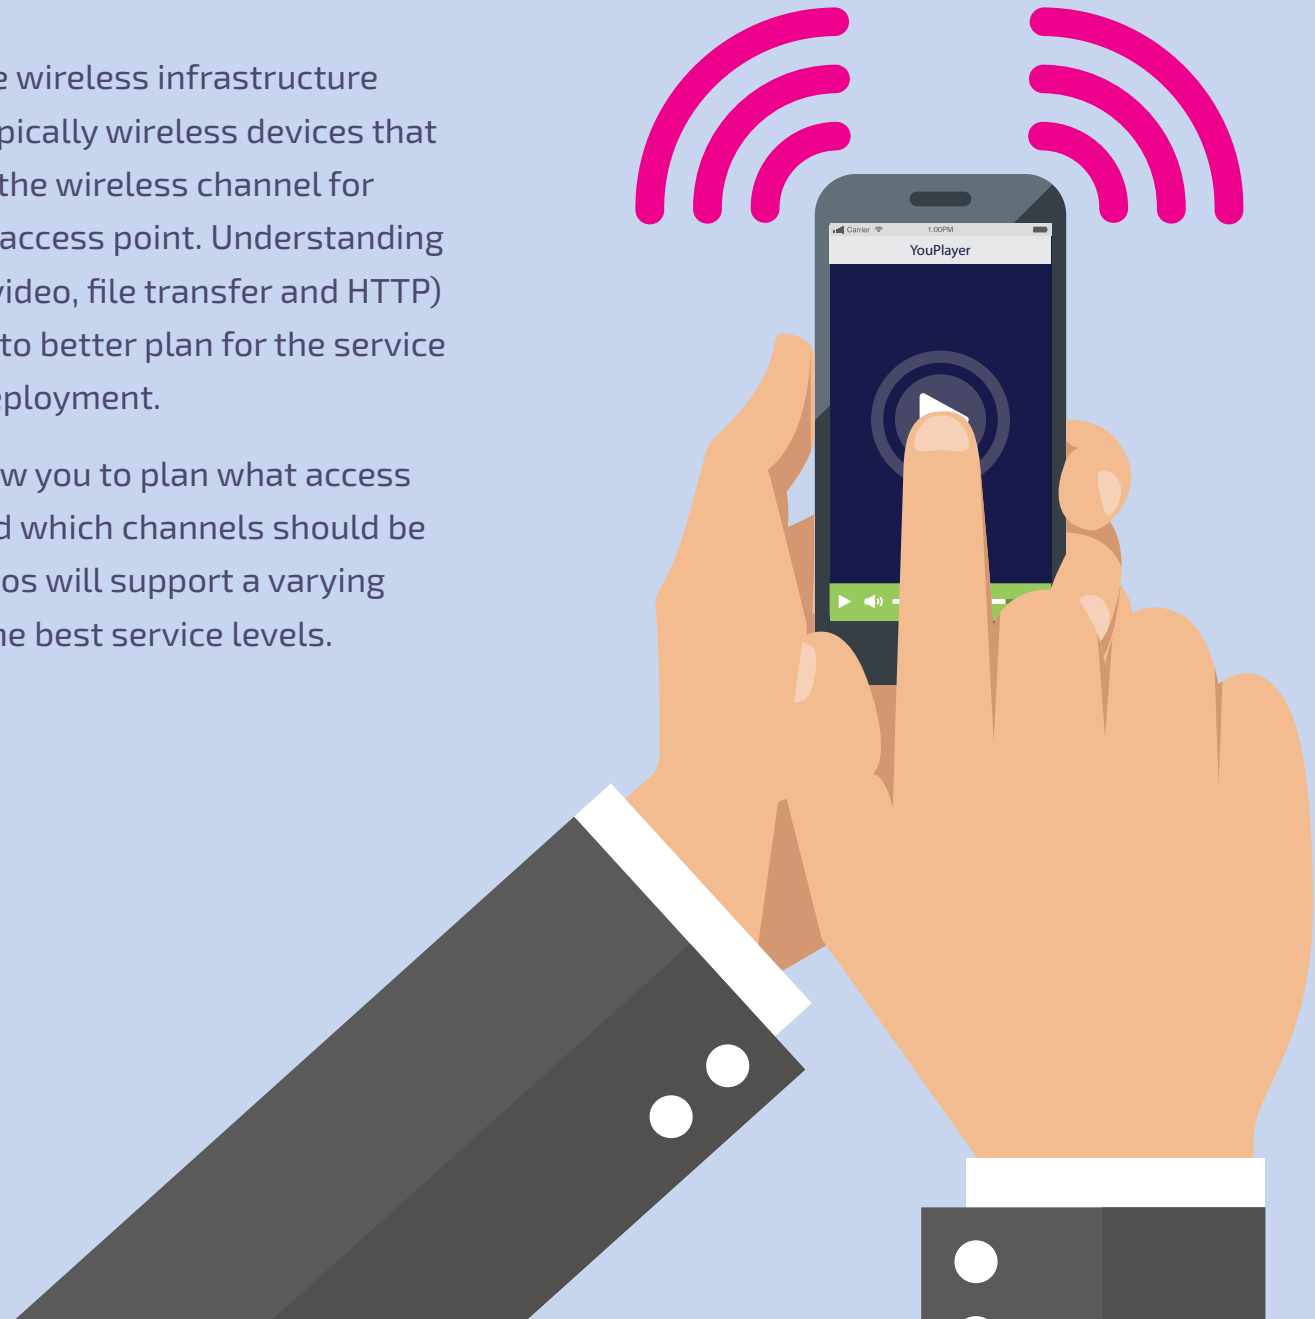 e wireless infrastructure
pically wireless devices that
the wireless channel for
access point. Understanding
video, file transfer and HTTP)
to better plan for the service
eployment.
w you to plan what access
d which channels should be
os will support a varying
he best service levels.
Carrier 1:00PM
YouPlayer